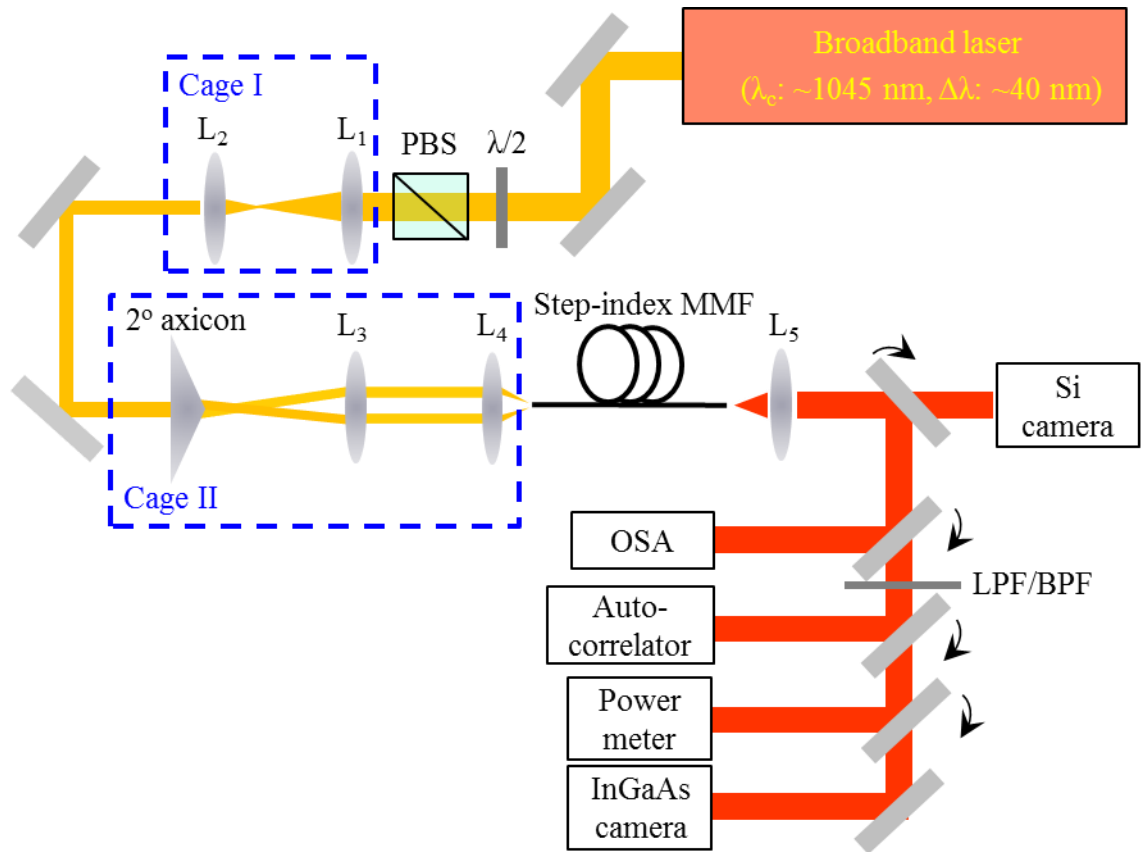 Broadband laser
(λc: ~1045 nm, Δλ: ~40 nm)
Cage I
L2
L1
PBS
λ/2
2o axicon
L3
L4
Step-index MMF
L5
Si
camera
Cage II
OSA
LPF/BPF
Auto-
correlator
Power
meter
InGaAs
camera